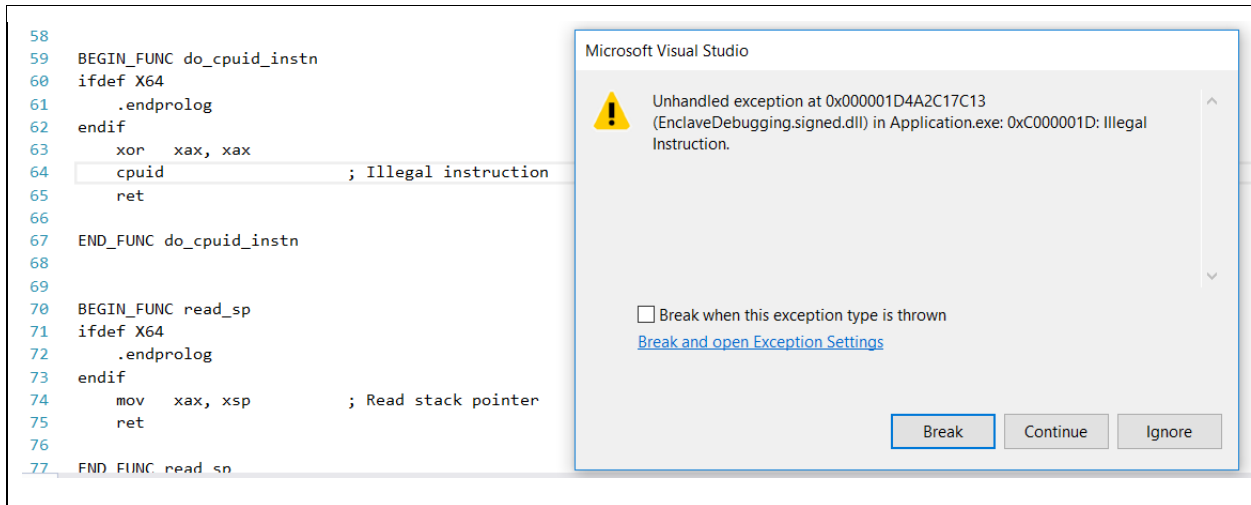 58
59 BEGIN_FUNC do_cpuid_instn
60 ifdef X64
61 .endprolog
62 endif
63 xor xax, xax
64 cpuid ; Illegal instruction
65 ret
66
67 END_FUNC do_cpuid_instn
68
69
70 BEGIN_FUNC read_sp
71 ifdef X64
72 .endprolog
73 endif
74 mov xax, xsp ; Read stack pointer
75 ret
76
77 END_FUNC read_sp
Microsoft Visual Studio
Unhandled exception at 0x000001D4A2C17C13
(EnclaveDebugging.signed.dll) in Application.exe: 0xC000001D: Illegal
Instruction.
Break when this exception type is thrown
Break and open Exception Settings
Break Continue Ignore